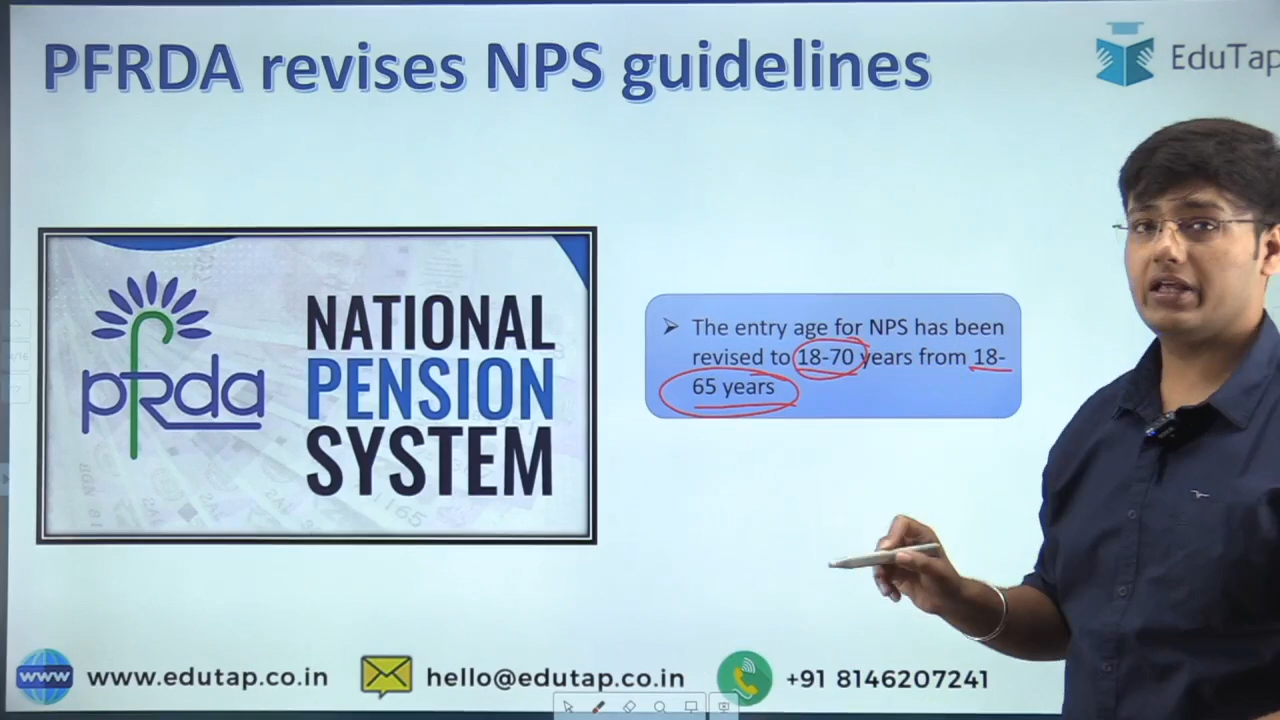 PFRDA revises NPS guidelines
EduTap
pfrda
NATIONAL
PENSION
SYSTEM
➤ The entry age for NPS has been
revised to 18-70 years from 18-
65 years
www
www.edutap.co.in
hello@edutap.co.in
+91 8146207241